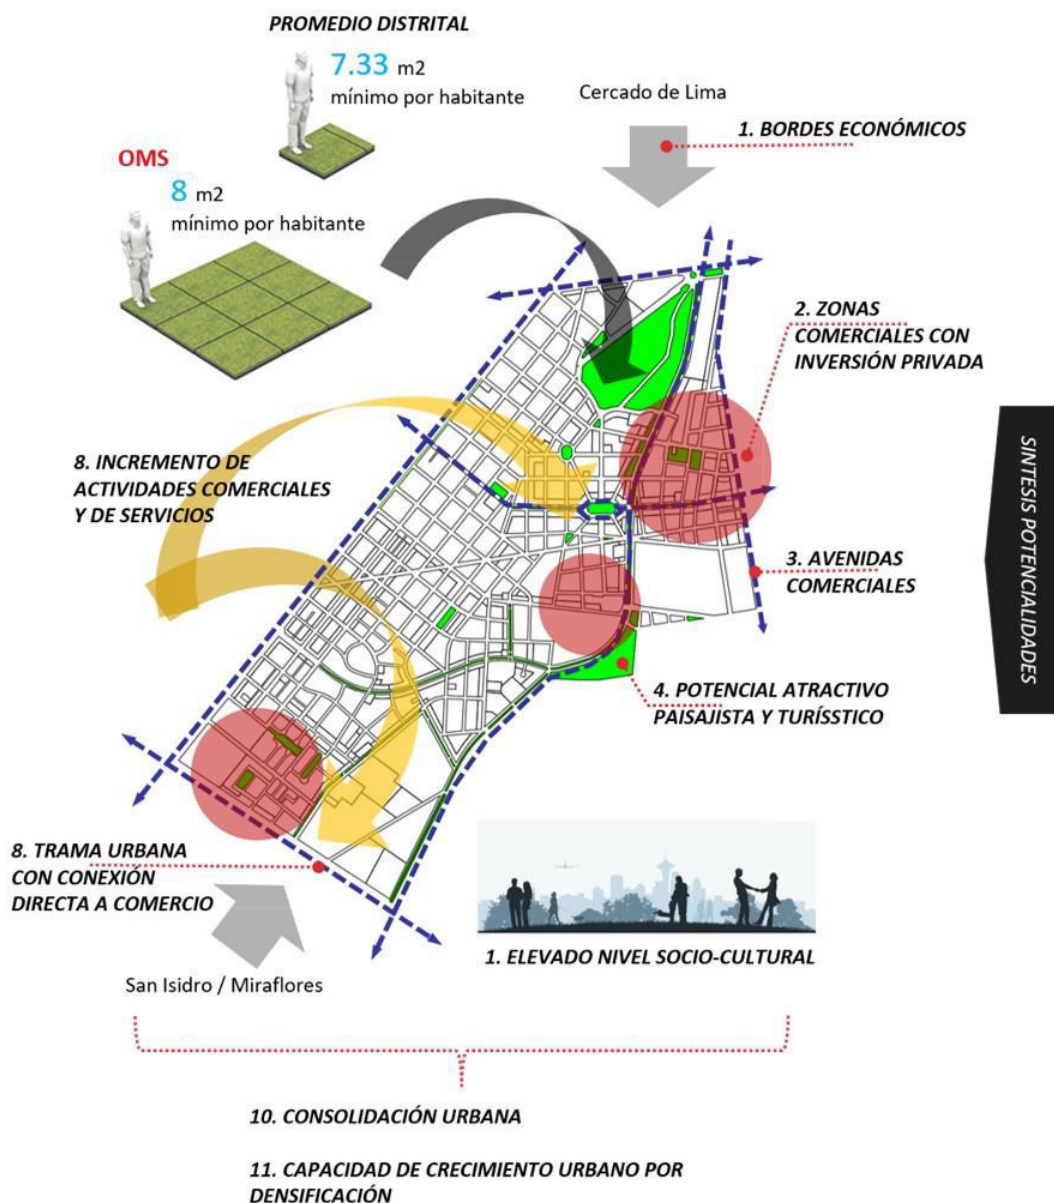 PROMEDIO DISTRITAL
7.33 m2
mínimo por habitante
OMS
8 m2
mínimo por habitante
Cercado de Lima
1. BORDES ECONÓMICOS
2. ZONAS
COMERCIALES CON
INVERSIÓN PRIVADA
8. INCREMENTO DE
ACTIVIDADES COMERCIALES
Y DE SERVICIOS
3. AVENIDAS
COMERCIALES
4. POTENCIAL ATRACTIVO
PAISAJISTA Y TURÍSSTICO
SINTESIS POTENCIALIDADES
8. TRAMA URBANA
CON CONEXIÓN
DIRECTA A COMERCIO
San Isidro / Miraflores
1. ELEVADO NIVEL SOCIO-CULTURAL
10. CONSOLIDACIÓN URBANA
11. CAPACIDAD DE CRECIMIENTO URBANO POR
DENSIFICACIÓN